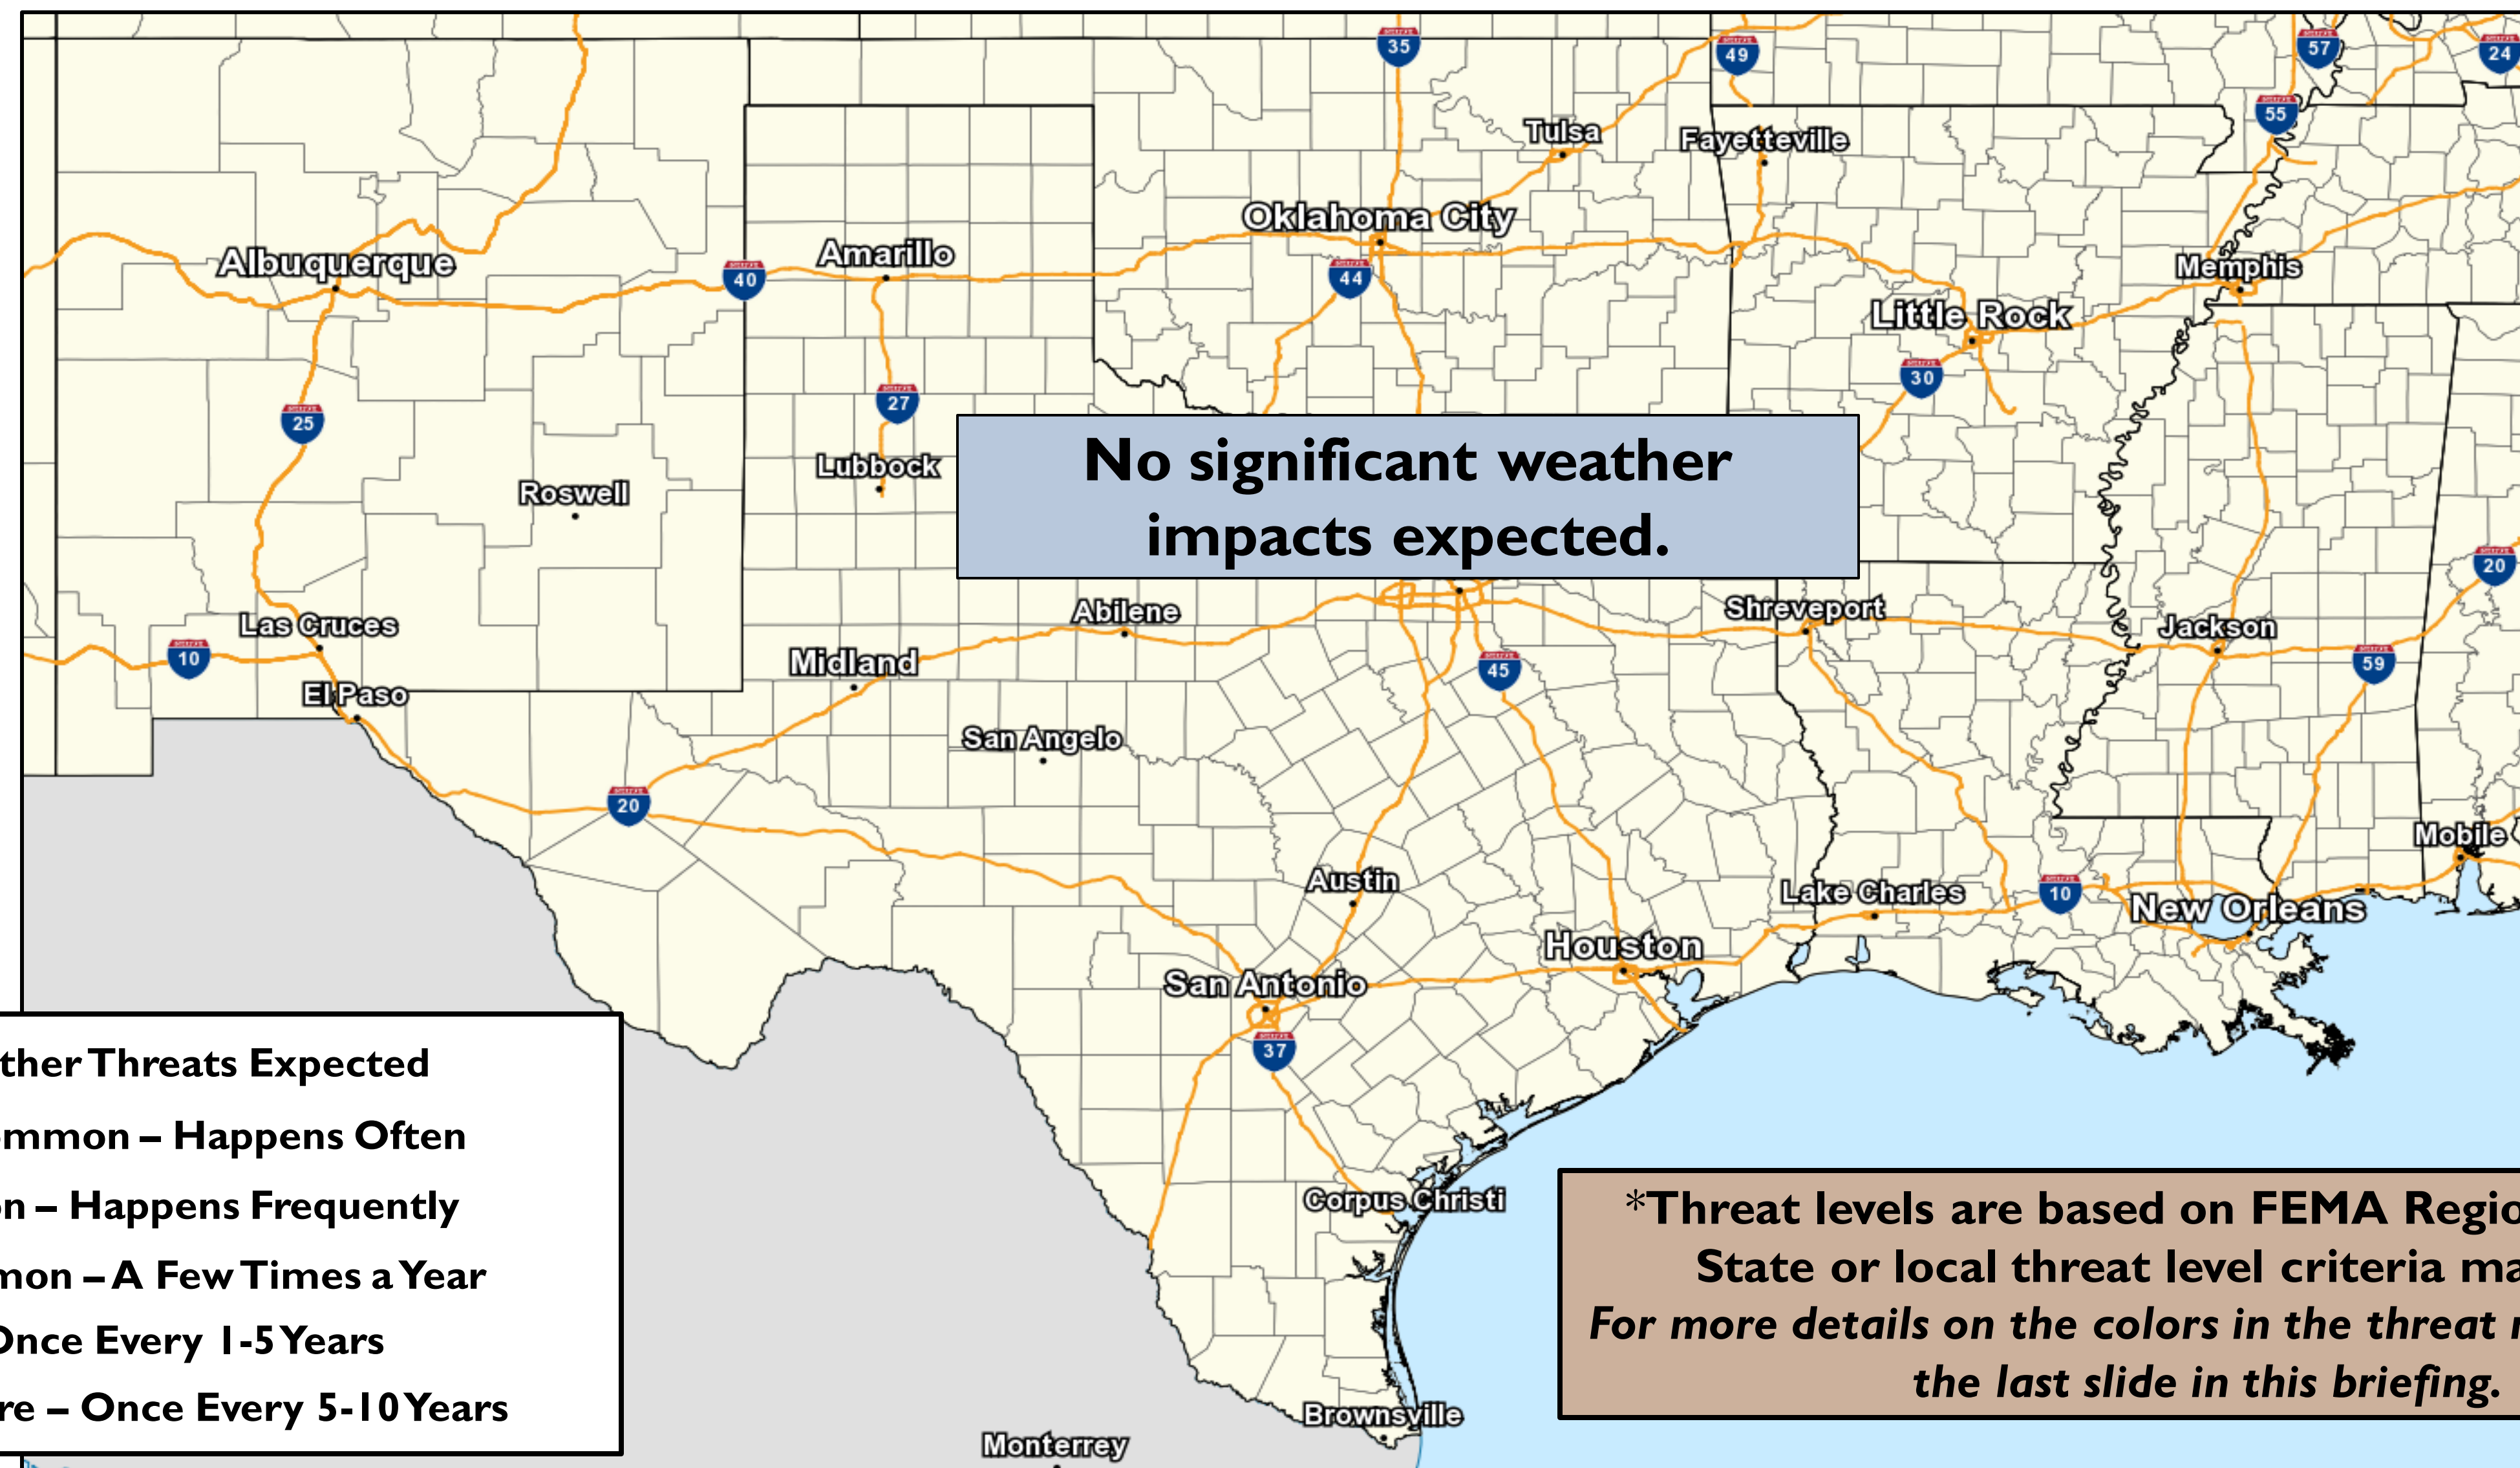 35
49
57
24
55
Tulsa
Fayetteville
Oklahoma City
Albuquerque
Amarillo
40
44
Memphis
Little Rock
30
27
25
No significant weather
impacts expected.
Lubbock
Roswell
20
Abilene
Shreveport
Las Cruces
Jackson
10
Midland
45
59
El Paso
San Angelo
20
Mobile
Austin
Lake Charles
10
New Orleans
Houston
San Antonio
37
ther Threats Expected
mmon – Happens Often
n – Happens Frequently
mon – A Few Times a Year
Once Every 1-5 Years
re – Once Every 5-10 Years
Corpus Christi
*Threat levels are based on FEMA Regio
State or local threat level criteria ma
For more details on the colors in the threat
the last slide in this briefing.
Brownsville
Monterrey